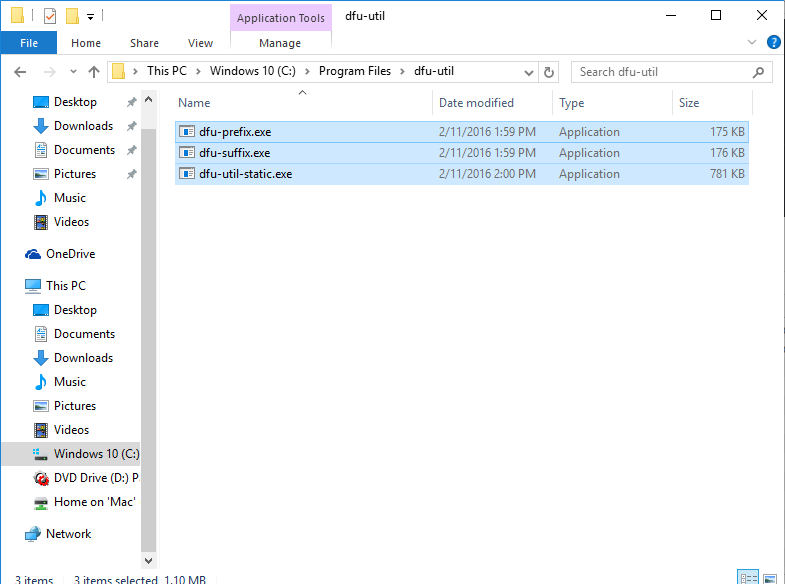 Application Tools dfu-util
File Home Share View Manage
This PC Windows 10 (C:) Program Files dfu-util Search dfu-util
Name Date modified Type Size
dfu-prefix.exe 2/11/2016 1:59 PM Application 175 KB
dfu-suffix.exe 2/11/2016 1:59 PM Application 176 KB
dfu-util-static.exe 2/11/2016 2:00 PM Application 781 KB
Desktop
Downloads
Documents
Pictures
Music
Videos
OneDrive
This PC
Desktop
Documents
Downloads
Music
Pictures
Videos
Windows 10 (C:)
DVD Drive (D:) P
Home on 'Mac'
Network
3 items 3 items selected 1.10 MB